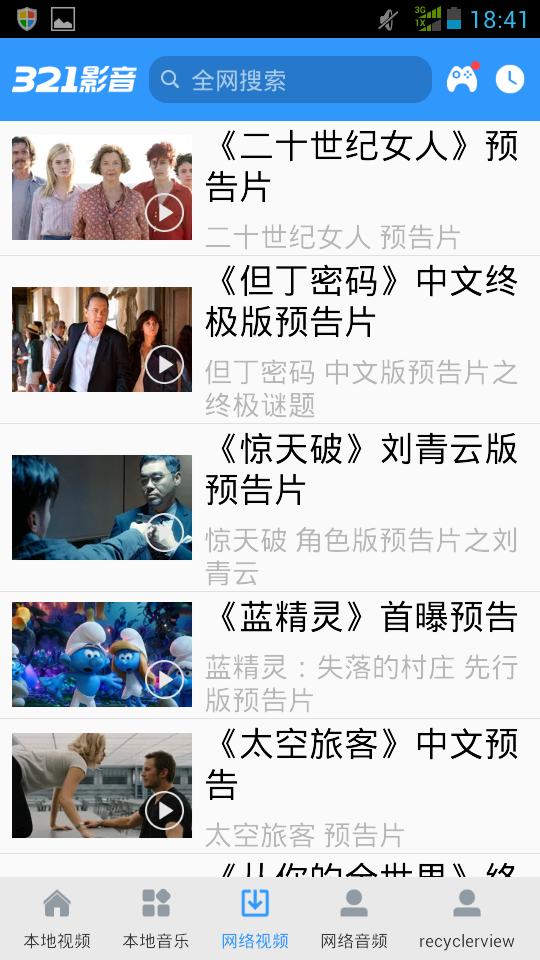 3G
1X
18:41
321影音
全网搜索
《二十世纪女人》预
告片
二十世纪女人 预告片
《但丁密码》中文终
极版预告片
但丁密码 中文版预告片之
终极谜题
《惊天破》刘青云版
预告片
惊天破 角色版预告片之刘
青云
《蓝精灵》首曝预告
蓝精灵：失落的村庄 先行
版预告片
《太空旅客》中文预
告
太空旅客 预告片
《从你的全世界》终
本地视频
本地音乐
网络视频
网络音频
recyclerview